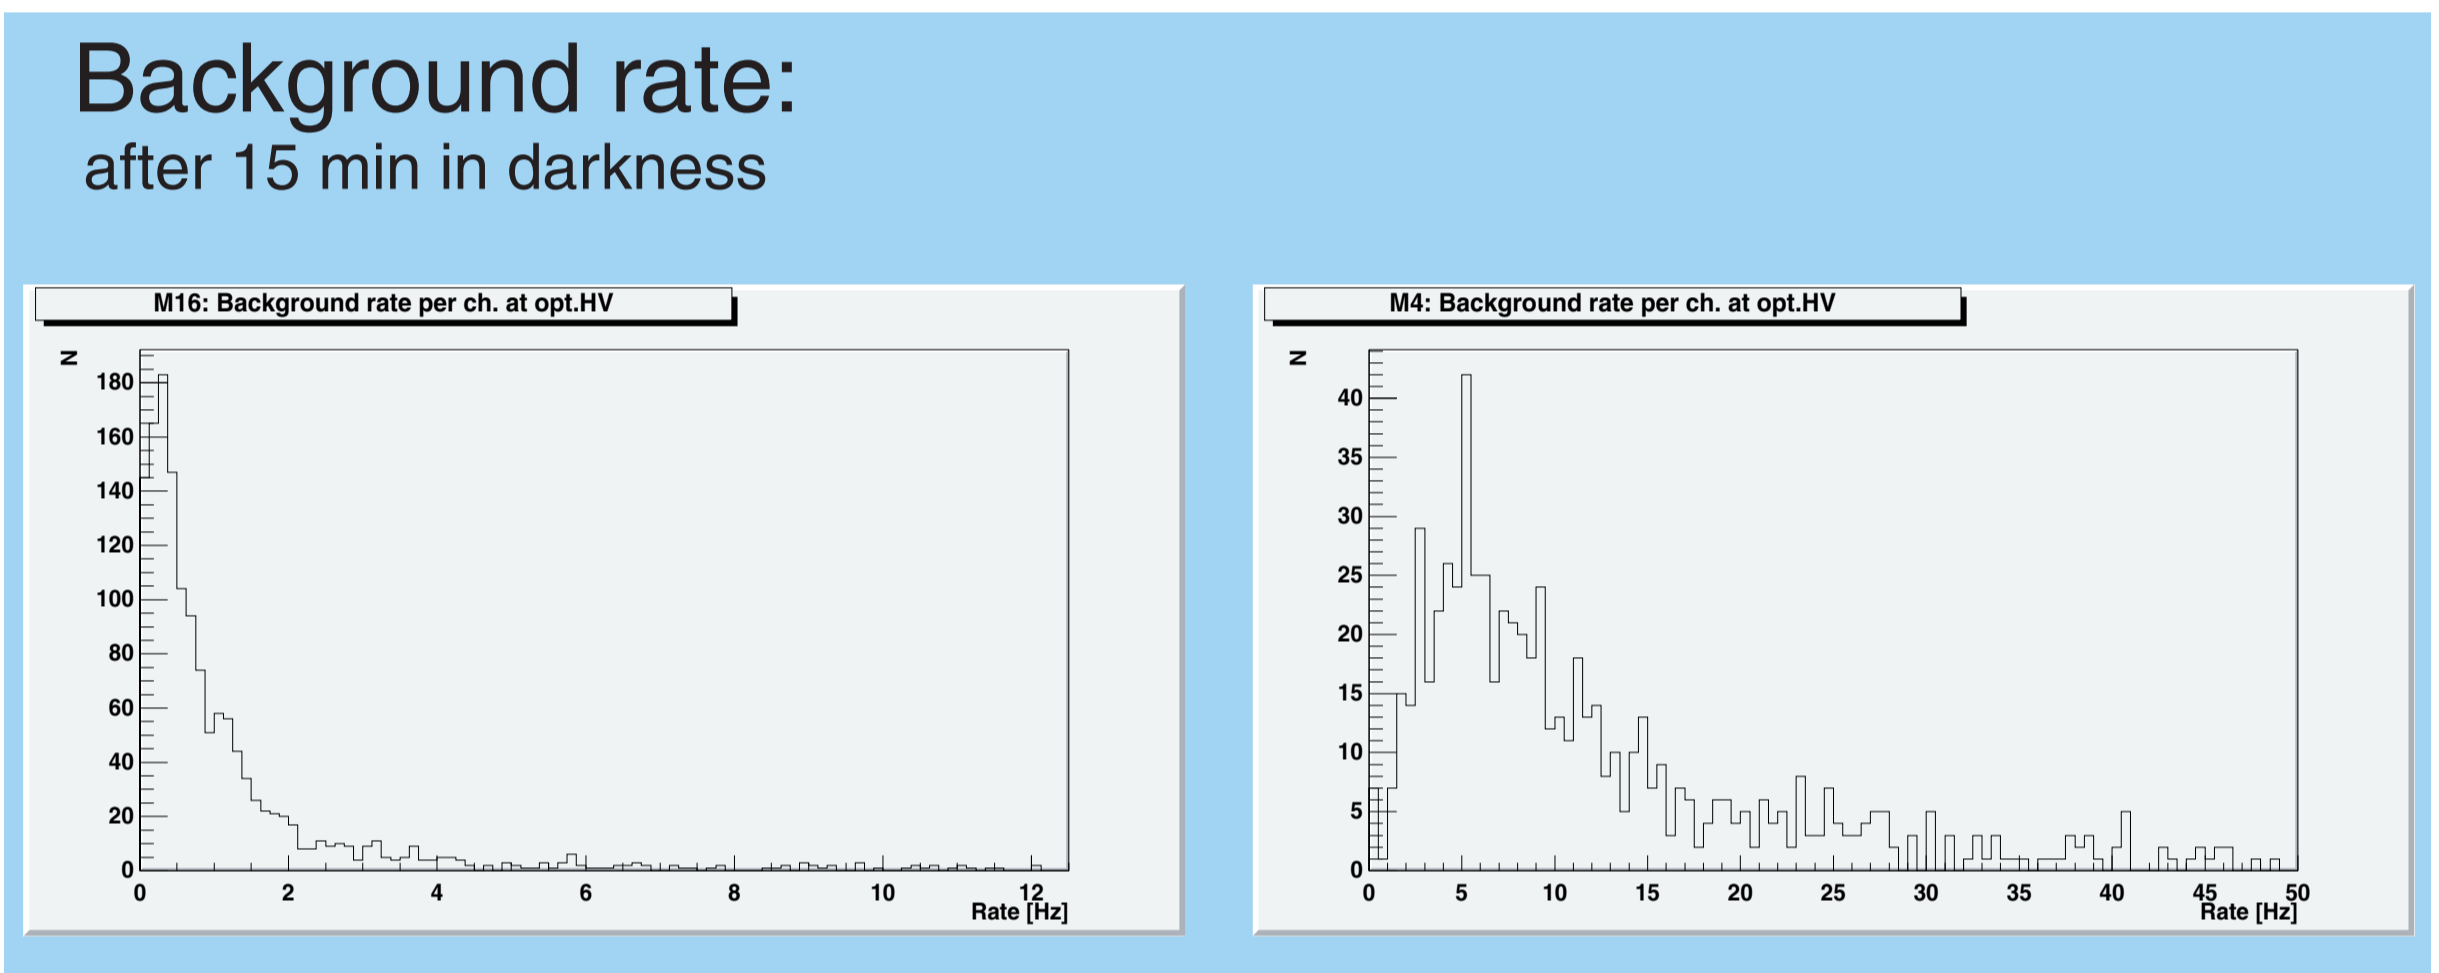 Background rate:
after 15 min in darkness
M16: Background rate per ch. at opt.HV
N
180
160
140
120
100
80
60
40
20
0
0 2 4 6 8 10 12
Rate [Hz]
M4: Background rate per ch. at opt.HV
N
40
35
30
25
20
15
10
5
0
0 5 10 15 20 25 30 35 40 45 50
Rate [Hz]